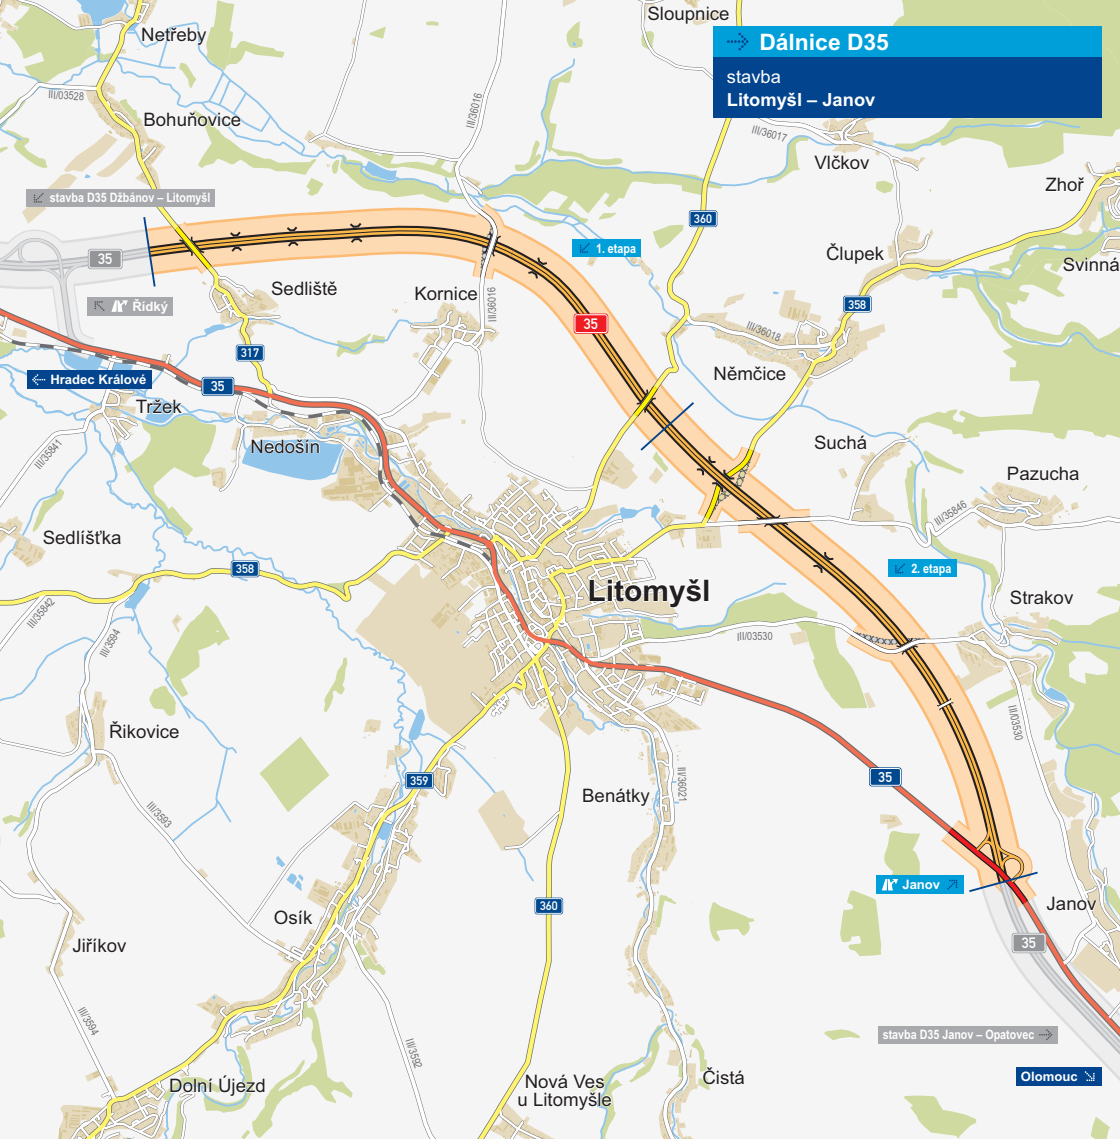 Sloupnice
Netřeby
Dálnice D35
stavba
Litomyšl – Janov
III/03528
III/36016
Bohuňovice
III/36017
Vlčkov
Zhoř
stavba D35 Džbánov – Litomyšl
360
1. etapa
Člupek
35
Svinná
Sedliště
Kornice
III/36016
358
Řídký
35
III/36018
317
Němčice
Hradec Králové
35
Tržek
Nedošín
Suchá
III/35841
Pazucha
III/35846
Sedlíšťka
358
2. etapa
Litomyšl
Strakov
III/35842
III/3594
III/03530
III/03530
Řikovice
359
35
III/36021
Benátky
III/3593
Janov
360
Janov
Osík
35
Jiříkov
III/3594
stavba D35 Janov – Opatovec
III/3592
Olomouc
Dolní Újezd
Nová Ves
u Litomyšle
Čistá